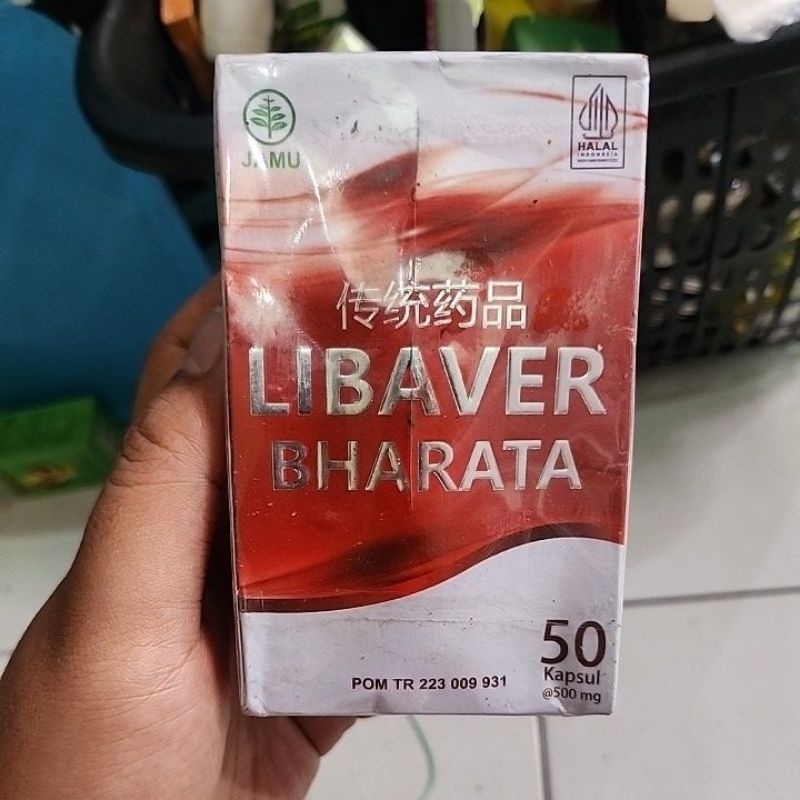 JAMU
HALAL
INDONESIA
传统药品
LIBAVER
BHARATA
50
Kapsul
@500 mg
POM TR 223 009 931